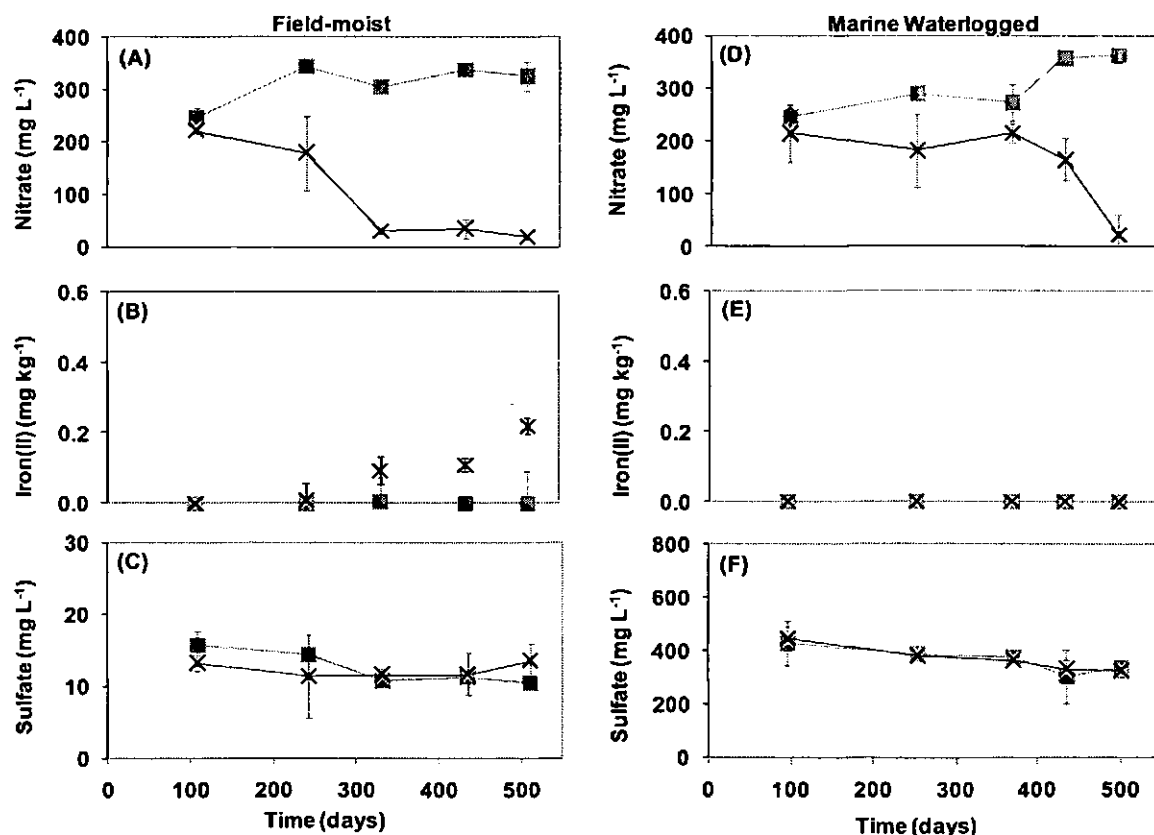 Field-moist
(A)
Nitrate (mg L-1)
400
300
200
100
0
(B)
Iron(II) (mg kg-1)
0.6
0.4
0.2
0.0
(C)
Sulfate (mg L-1)
30
20
10
0
0 100 200 300 400 500
Time (days)
Marine Waterlogged
(D)
Nitrate (mg L-1)
400
300
200
100
0
(E)
Iron(II) (mg kg-1)
0.6
0.4
0.2
0.0
(F)
Sulfate (mg L-1)
800
600
400
200
0
0 100 200 300 400 500
Time (days)